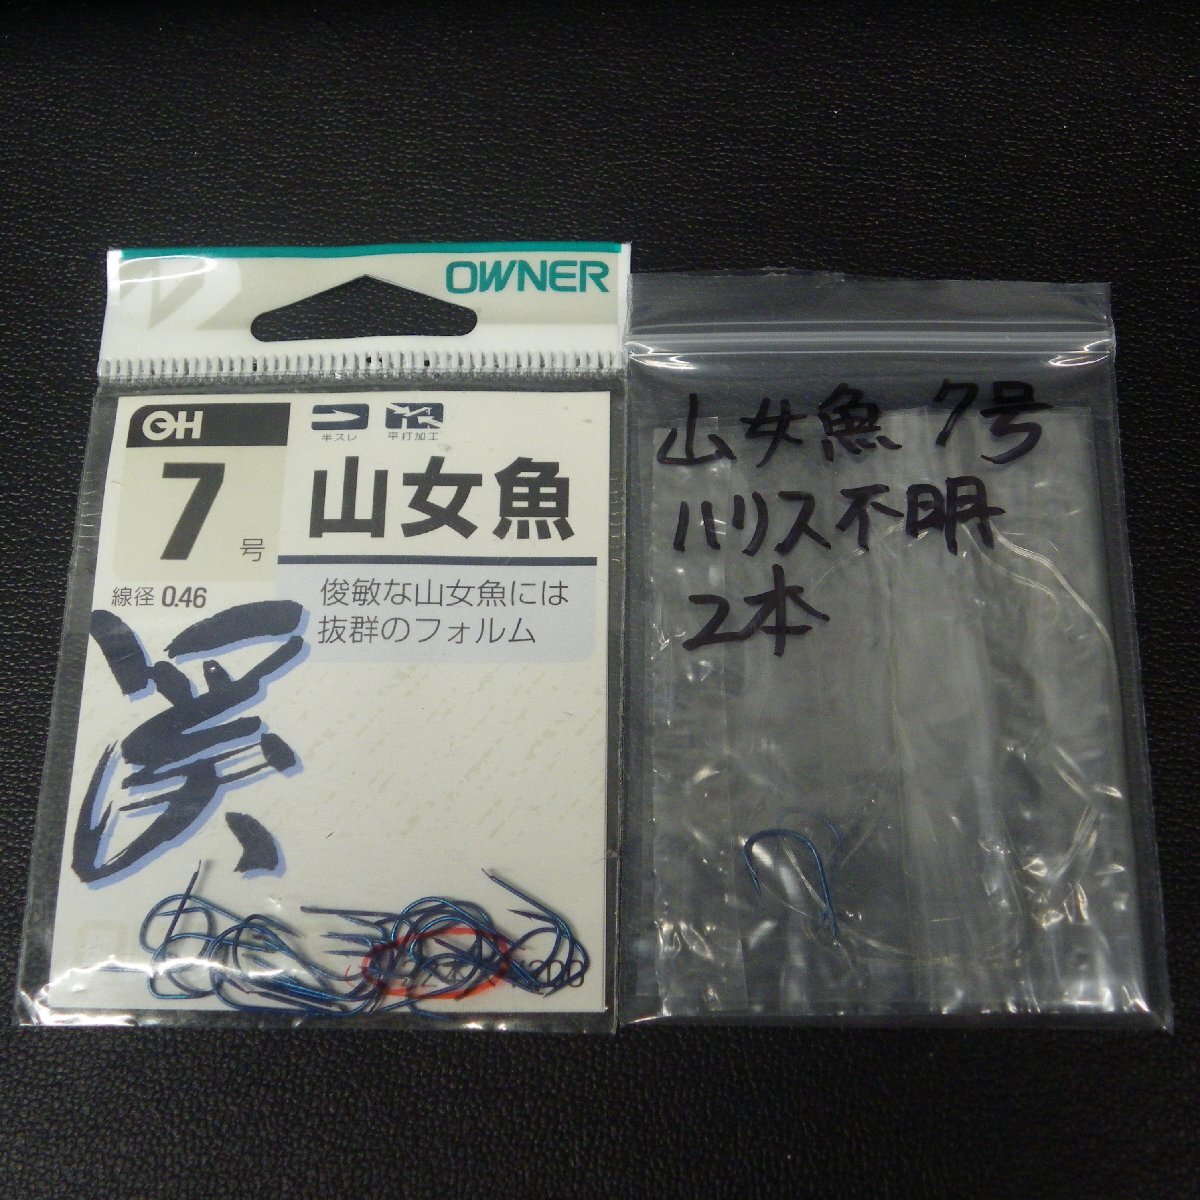 OWNER
OH
半スレ 平打加工
7号
山女魚
線径 0.46
俊敏な山女魚には
抜群のフォルム
渓
¥200
山女魚 7号
ハリス不明
2本